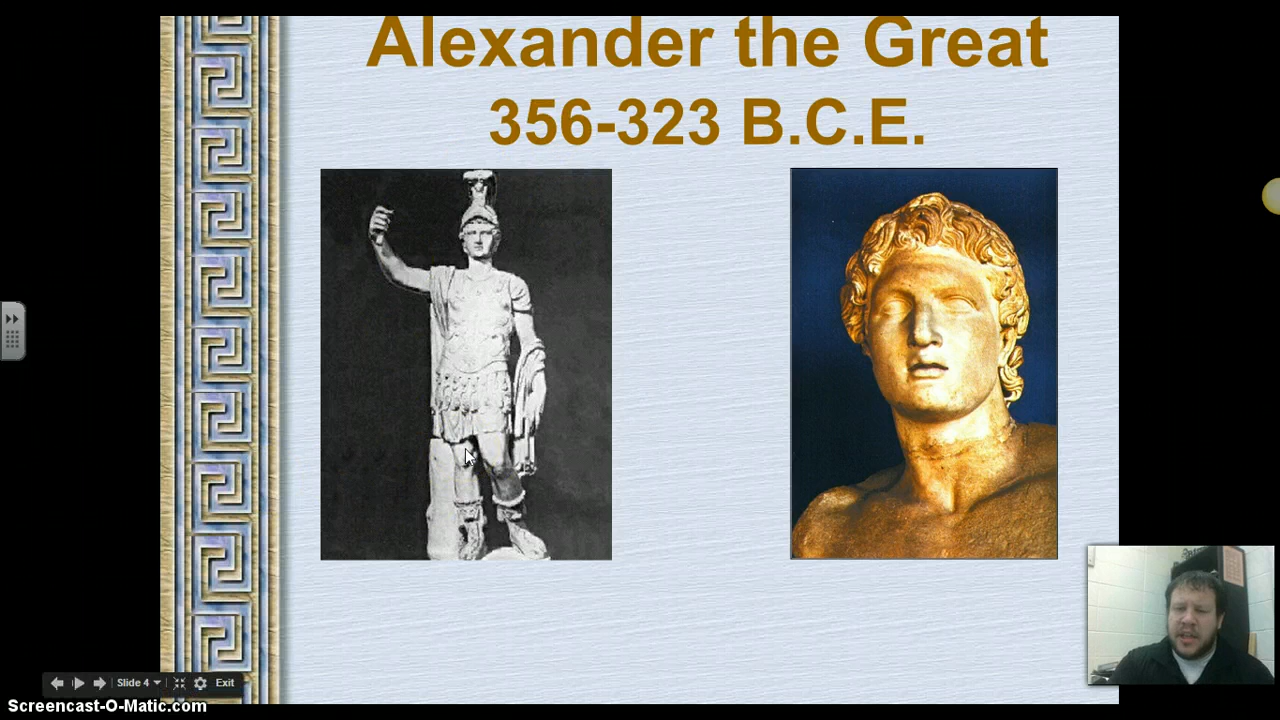 Alexander the Great
356-323 B.C.E.
Slide 4
Exit
Screencast-O-Matic.com